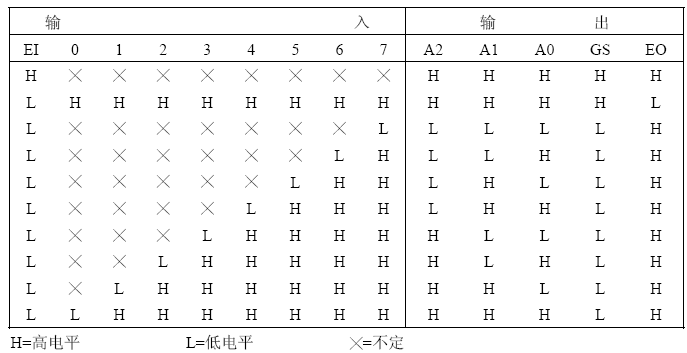 输 入 输 出
EI 0 1 2 3 4 5 6 7 A2 A1 A0 GS EO
H × × × × × × × × H H H H H
L H H H H H H H H H H H H L
L × × × × × × × L L L L L H
L × × × × × × L H L L H L H
L × × × × × L H H L H L L H
L × × × × L H H H L H H L H
L × × × L H H H H H L L L H
L × × L H H H H H H L H L H
L × L H H H H H H H H L L H
L L H H H H H H H H H H L H
H=高电平 L=低电平 ×=不定